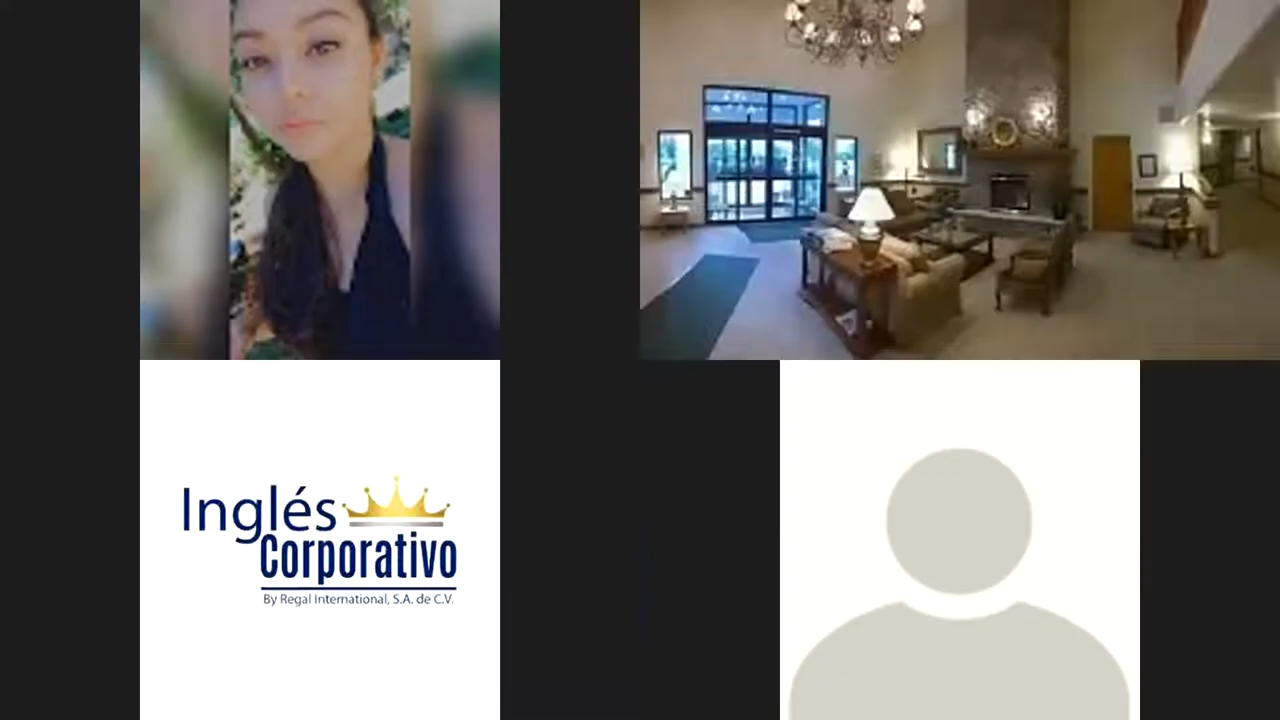 Inglés
Corporativo
By Regal International, S.A. de C.V.